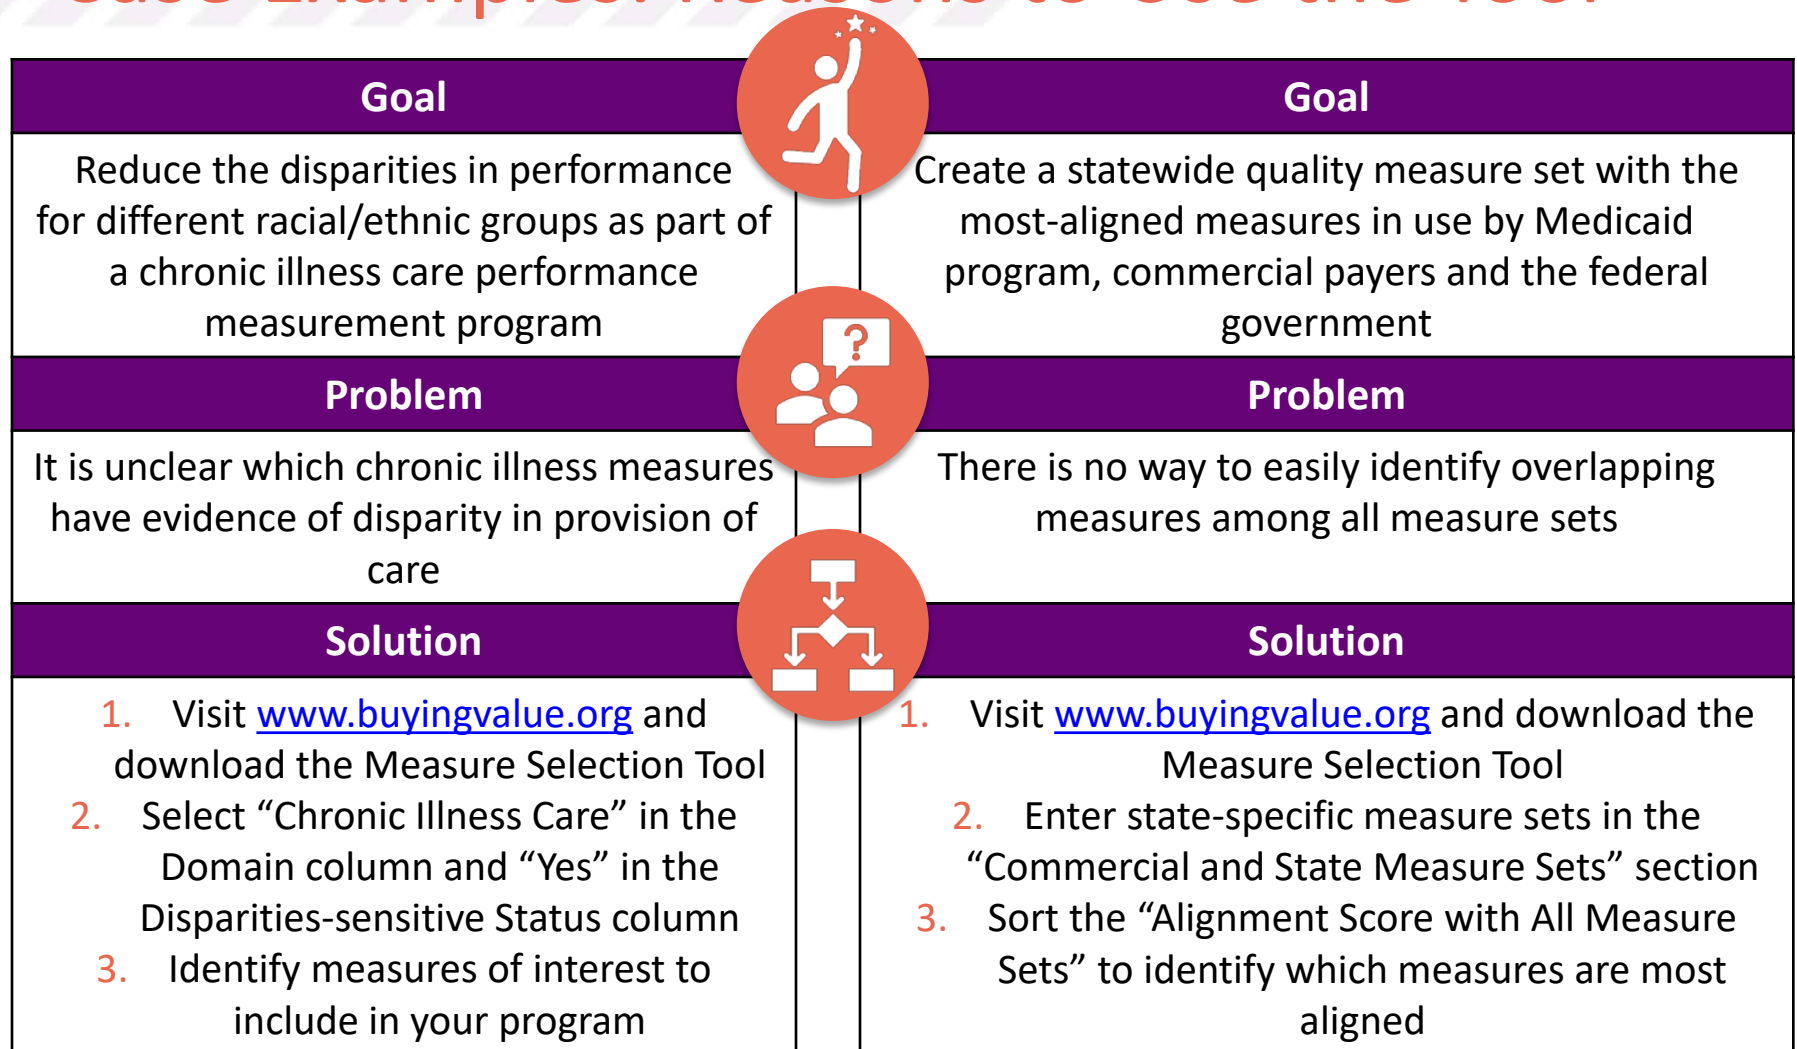 Case Examples: Reasons to Use the Tool
Goal
Reduce the disparities in performance
for different racial/ethnic groups as part of
a chronic illness care performance
measurement program
Problem
It is unclear which chronic illness measures
have evidence of disparity in provision of
care
Solution
1. Visit www.buyingvalue.org and
download the Measure Selection Tool
2. Select “Chronic Illness Care” in the
Domain column and “Yes” in the
Disparities-sensitive Status column
3. Identify measures of interest to
include in your program
Goal
Create a statewide quality measure set with the
most-aligned measures in use by Medicaid
program, commercial payers and the federal
government
Problem
There is no way to easily identify overlapping
measures among all measure sets
Solution
1. Visit www.buyingvalue.org and download the
Measure Selection Tool
2. Enter state-specific measure sets in the
“Commercial and State Measure Sets” section
3. Sort the “Alignment Score with All Measure
Sets” to identify which measures are most
aligned
?